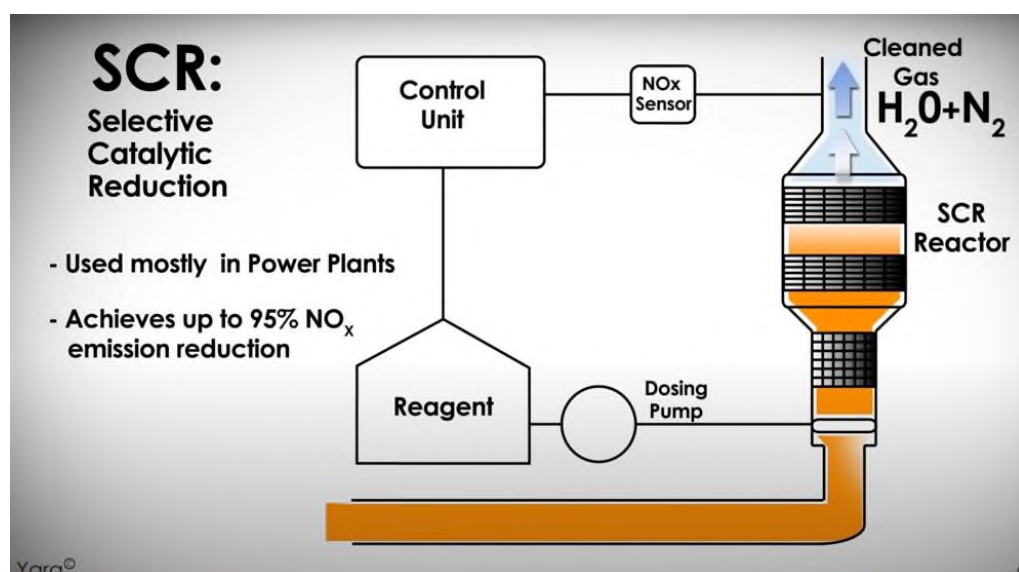 SCR:
Selective
Catalytic
Reduction
- Used mostly in Power Plants
- Achieves up to 95% NOx
emission reduction
Control
Unit
NOx
Sensor
Cleaned
Gas
H20+N2
SCR
Reactor
Reagent
Dosing
Pump
Yara©